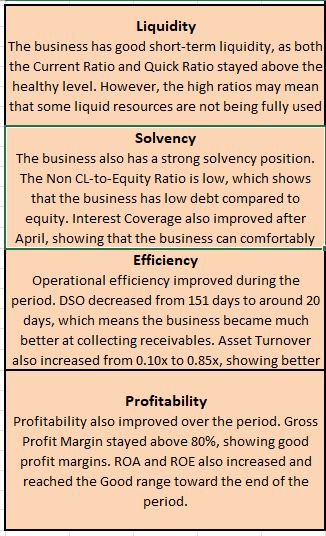 Liquidity
The business has good short-term liquidity, as both
the Current Ratio and Quick Ratio stayed above the
healthy level. However, the high ratios may mean
that some liquid resources are not being fully used
Solvency
The business also has a strong solvency position.
The Non CL-to-Equity Ratio is low, which shows
that the business has low debt compared to
equity. Interest Coverage also improved after
April, showing that the business can comfortably
Efficiency
Operational efficiency improved during the
period. DSO decreased from 151 days to around 20
days, which means the business became much
better at collecting receivables. Asset Turnover
also increased from 0.10x to 0.85x, showing better
Profitability
Profitability also improved over the period. Gross
Profit Margin stayed above 80%, showing good
profit margins. ROA and ROE also increased and
reached the Good range toward the end of the
period.